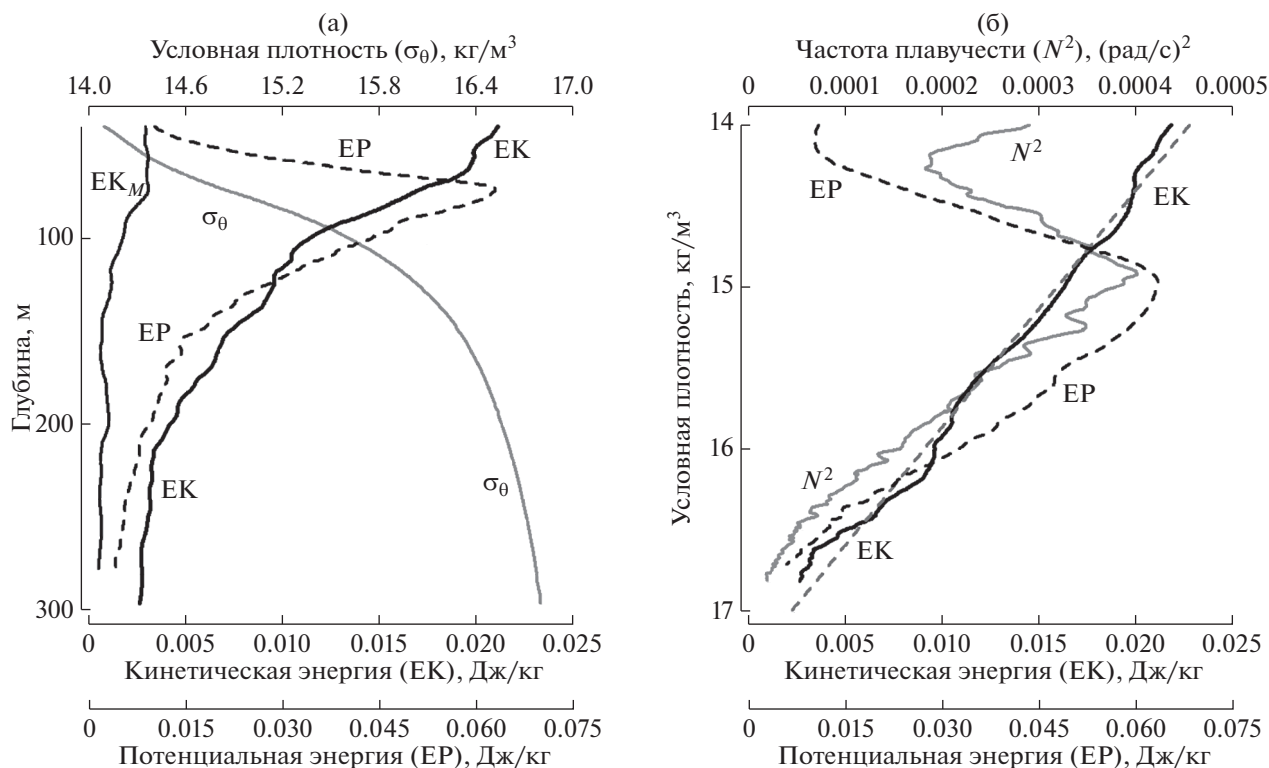 (а)
Условная плотность (σθ), кг/м³
14.0 14.6 15.2 15.8 16.4 17.0
EP
EK
EKM
σθ
100
Глубина, м
EP
200
EK
σθ
300
0 0.005 0.010 0.015 0.020 0.025
Кинетическая энергия (EK), Дж/кг
0 0.015 0.030 0.045 0.060 0.075
Потенциальная энергия (EP), Дж/кг
(б)
Частота плавучести (N²), (рад/с)²
0 0.0001 0.0002 0.0003 0.0004 0.0005
14
N²
EP
EK
15
Условная плотность, кг/м³
EP
16
N²
EK
17
0 0.005 0.010 0.015 0.020 0.025
Кинетическая энергия (EK), Дж/кг
0 0.015 0.030 0.045 0.060 0.075
Потенциальная энергия (EP), Дж/кг